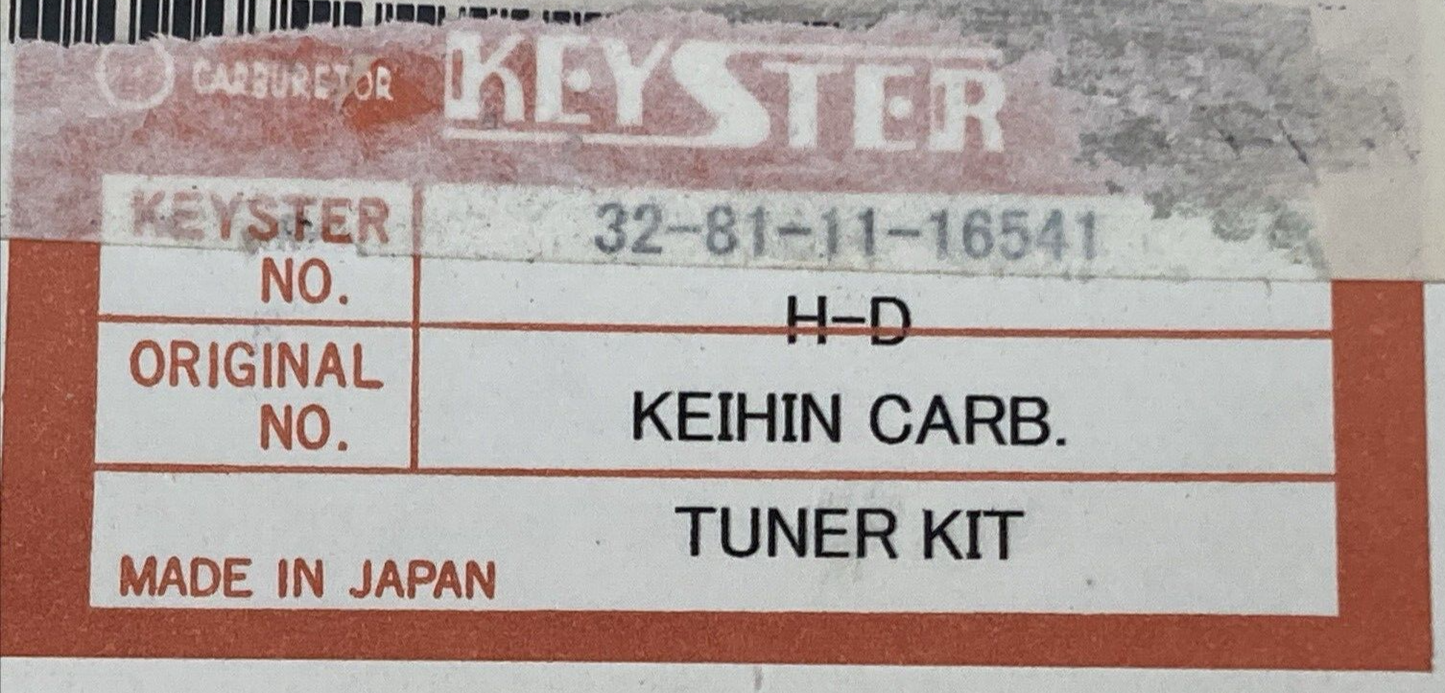 CARBURETOR KEYSTER
KEYSTER NO. 32-81-11-16541
H-D
ORIGINAL NO. KEIHIN CARB.
TUNER KIT
MADE IN JAPAN